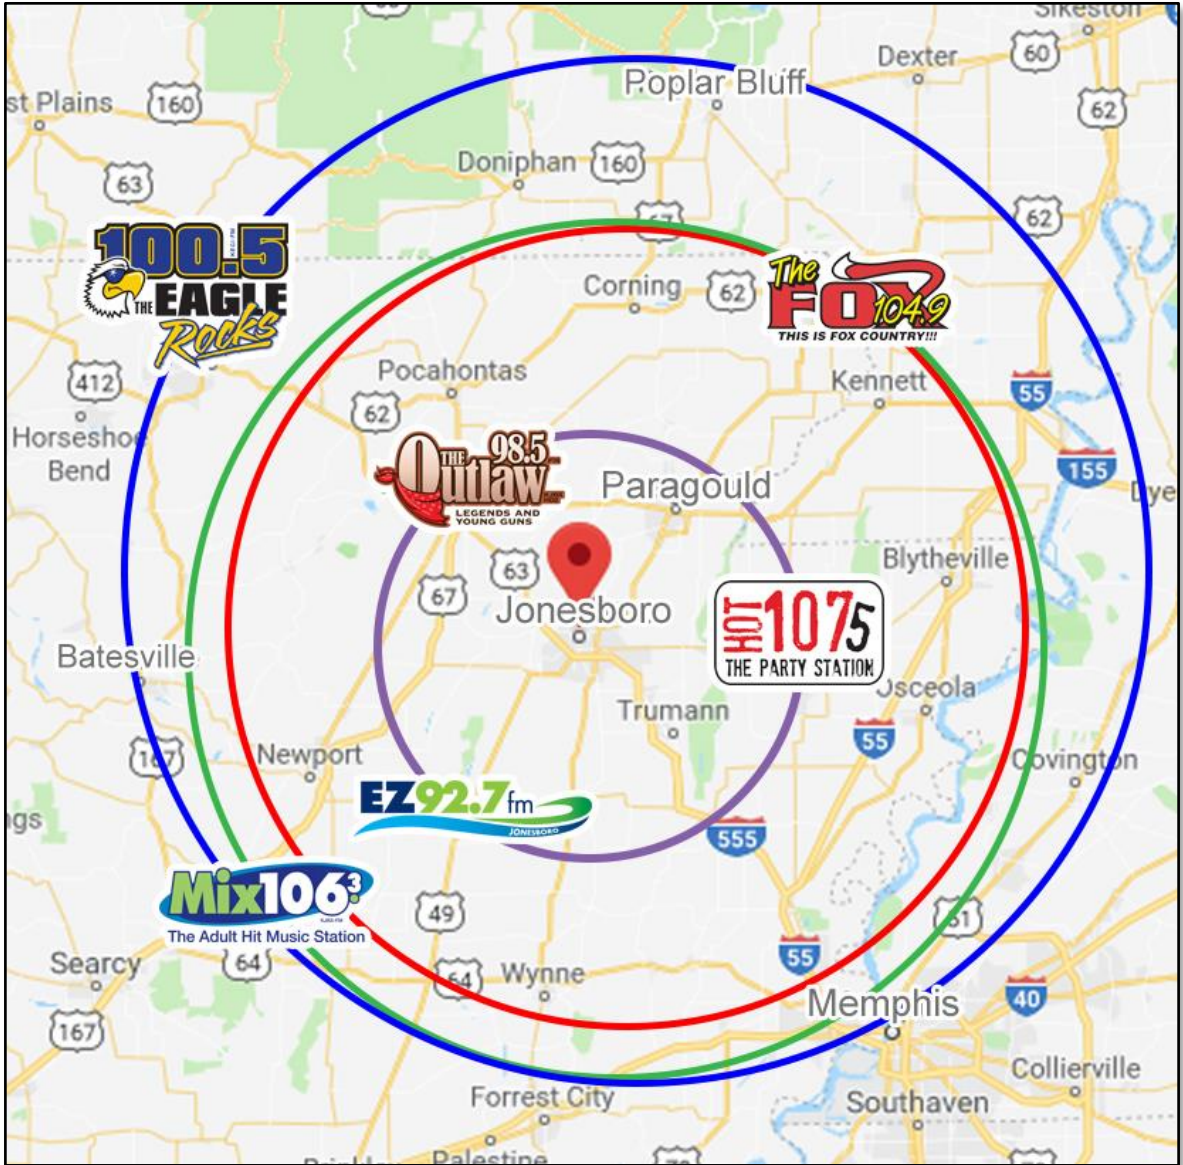 Sikeston
Dexter
60
Poplar Bluff
st Plains
160
62
Doniphan
160
63
62
67
100.5
THE EAGLE
Rocks
The
FOX
104.9
THIS IS FOX COUNTRY!!!
Corning
62
Pocahontas
Kennett
412
55
62
Horseshoe
Bend
THE 98.5
Outlaw
LEGENDS AND
YOUNG GUNS
155
Dye
Paragould
63
Blytheville
67
Jonesboro
HOT 1075
THE PARTY STATION
Batesville
Osceola
Trumann
55
167
Newport
Covington
EZ92.7fm
JONESBORO
ngs
555
Mix106.3
The Adult Hit Music Station
49
61
Searcy
64
64
Wynne
55
40
Memphis
167
Collierville
Forrest City
Southaven
Palestine